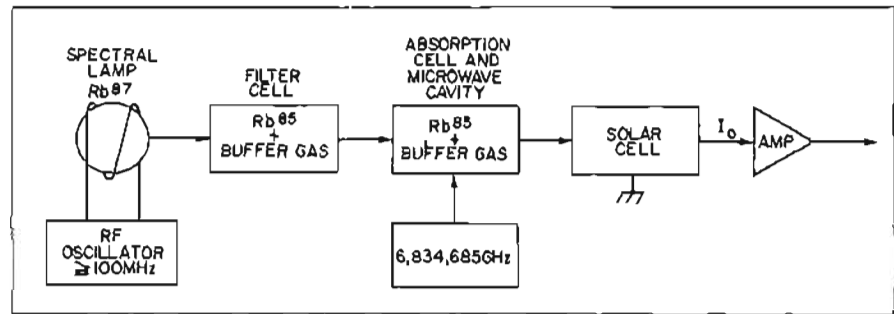 SPECTRAL
LAMP
Rb87
RF
OSCILLATOR
≥100MHz
FILTER
CELL
Rb85
+
BUFFER GAS
ABSORPTION
CELL AND
MICROWAVE
CAVITY
Rb85
+
BUFFER GAS
6,834,685GHz
SOLAR
CELL
Io
AMP